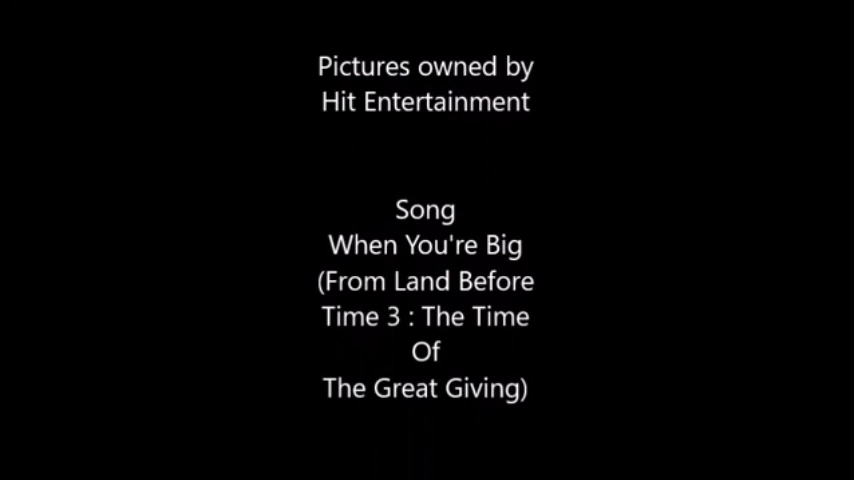 Pictures owned by
Hit Entertainment
Song
When You're Big
(From Land Before
Time 3 : The Time
Of
The Great Giving)